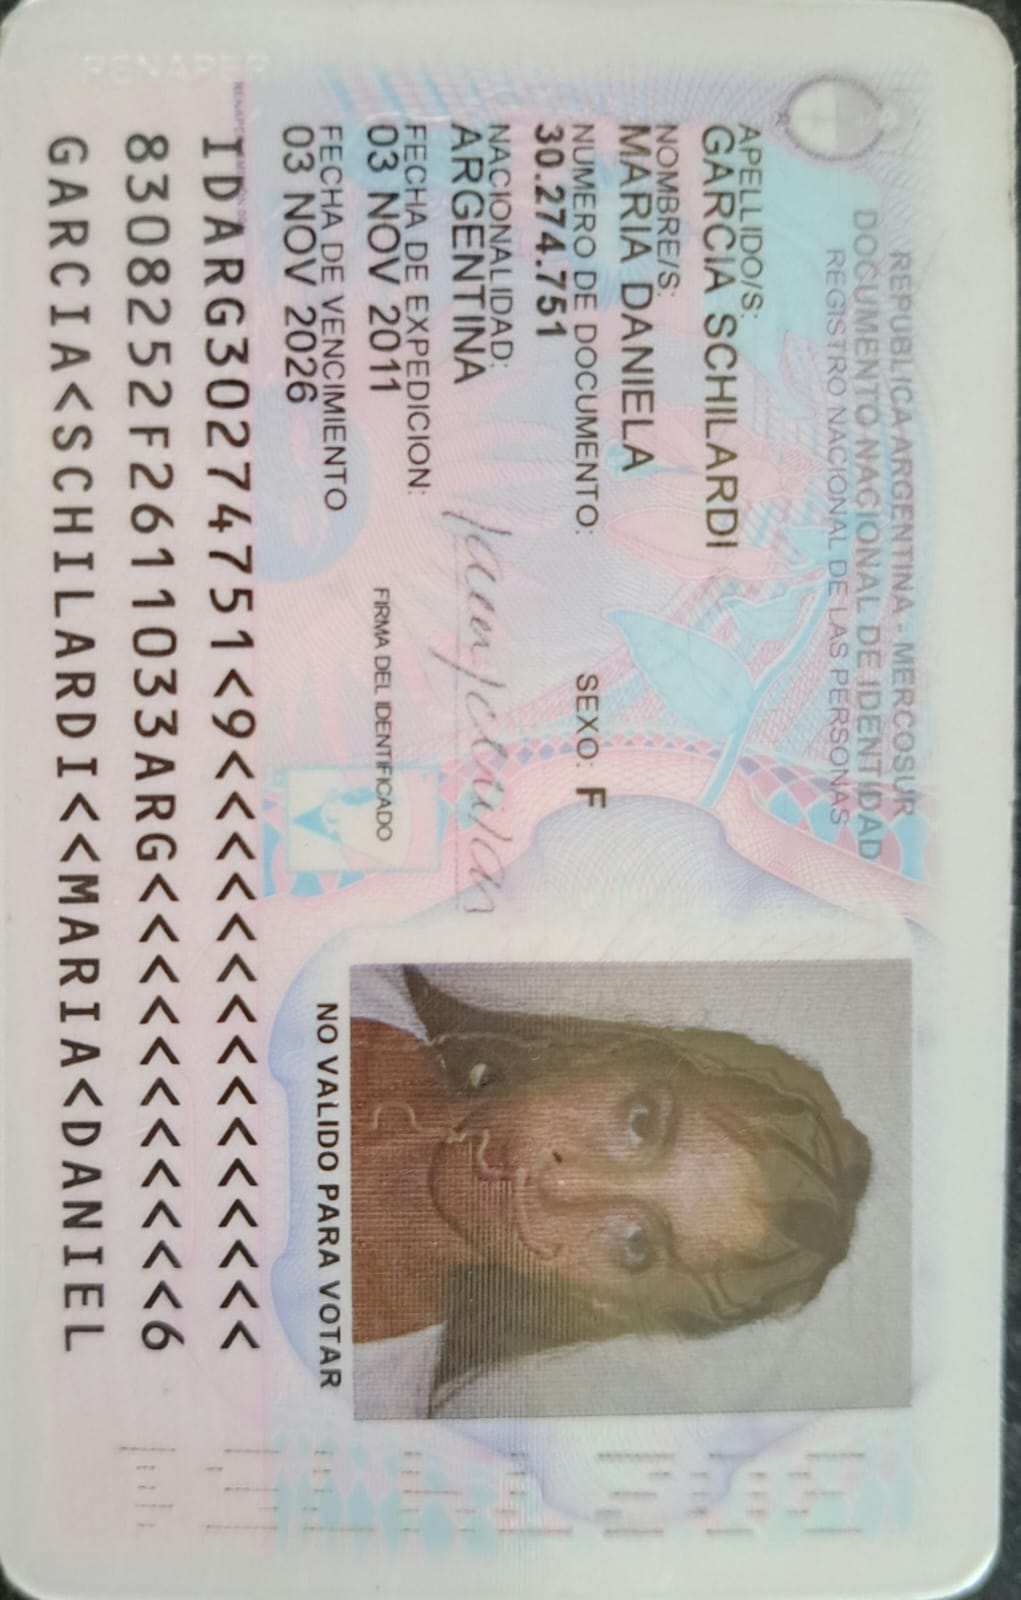 REPUBLICA ARGENTINA - MERCOSUR
DOCUMENTO NACIONAL DE IDENTIDAD
REGISTRO NACIONAL DE LAS PERSONAS
APELLIDO/S:
GARCIA SCHILARDI
NOMBRE/S:
MARIA DANIELA
NUMERO DE DOCUMENTO: SEXO: F
30.274.751
NACIONALIDAD:
ARGENTINA
FECHA DE EXPEDICION:
03 NOV 2011
FIRMA DEL IDENTIFICADO
FECHA DE VENCIMIENTO
03 NOV 2026
NO VALIDO PARA VOTAR
RENAPER
IDARG30274751<9<<<<<<<<<<<<<<<
8308252F2611033ARG<<<<<<<<<<<6
GARCIA<SCHILARDI<<MARIA<DANIEL